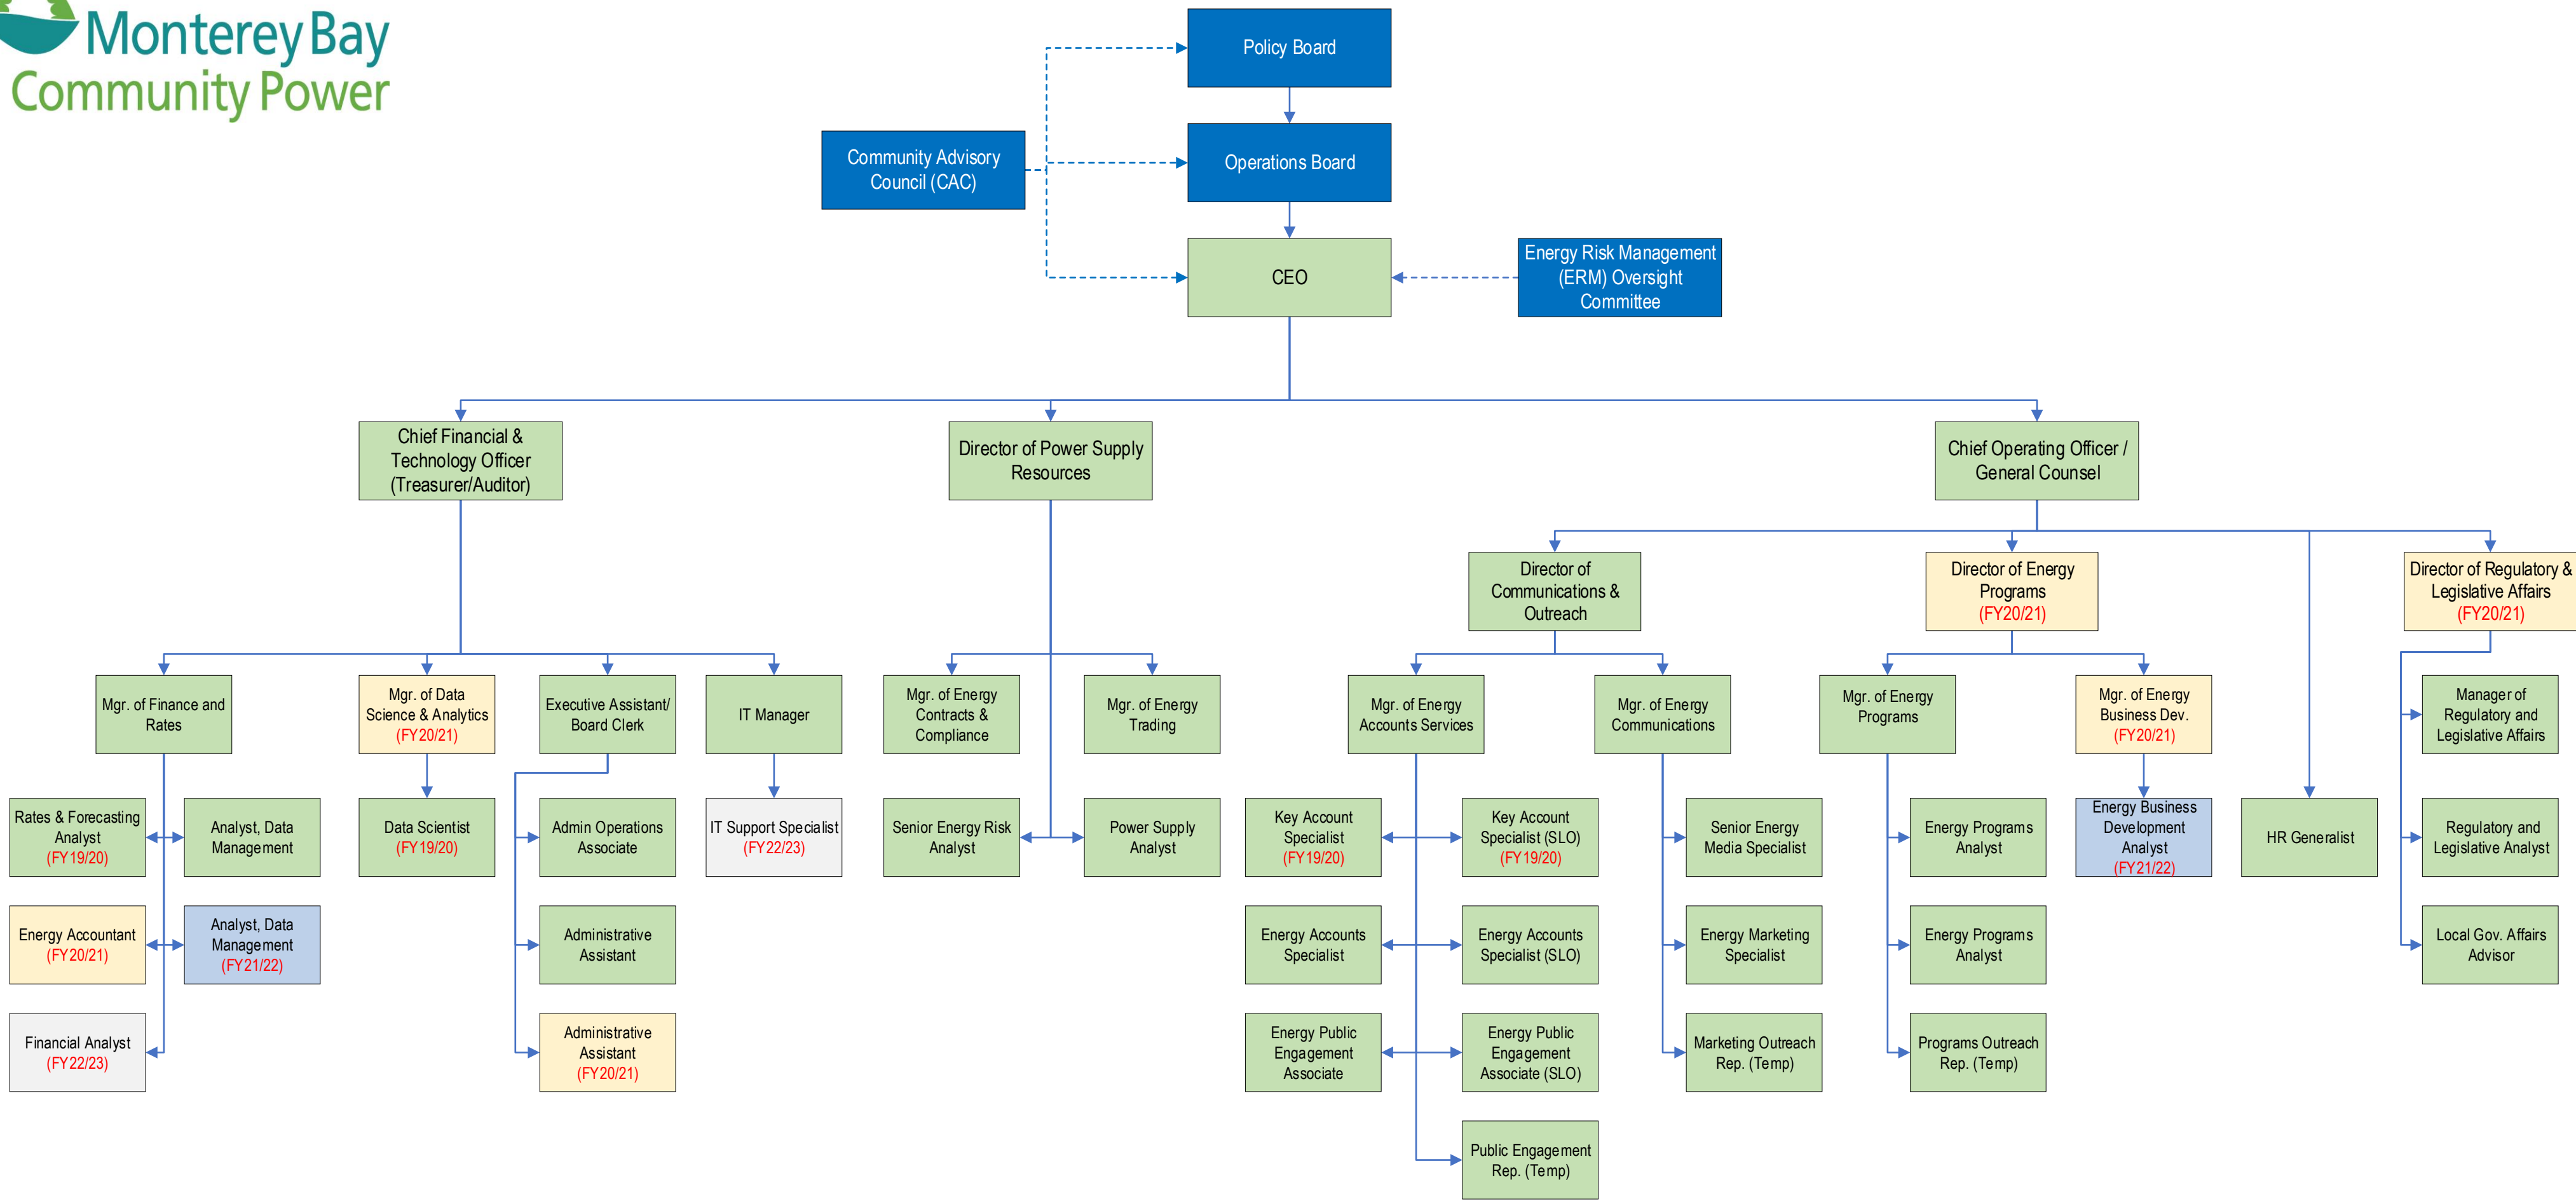 Monterey Bay
Community Power
Policy Board
Community Advisory
Council (CAC)
Operations Board
CEO
Energy Risk Management
(ERM) Oversight
Committee
Chief Financial &
Technology Officer
(Treasurer/Auditor)
Director of Power Supply
Resources
Chief Operating Officer /
General Counsel
Director of
Communications &
Outreach
Director of Energy
Programs
(FY20/21)
Director of Regulatory &
Legislative Affairs
(FY20/21)
Mgr. of Finance and
Rates
Mgr. of Data
Science & Analytics
(FY20/21)
Executive Assistant/
Board Clerk
IT Manager
Mgr. of Energy
Contracts &
Compliance
Mgr. of Energy
Trading
Mgr. of Energy
Accounts Services
Mgr. of Energy
Communications
Mgr. of Energy
Programs
Mgr. of Energy
Business Dev.
(FY20/21)
Manager of
Regulatory and
Legislative Affairs
Rates & Forecasting
Analyst
(FY19/20)
Analyst, Data
Management
Data Scientist
(FY19/20)
Admin Operations
Associate
IT Support Specialist
(FY22/23)
Senior Energy Risk
Analyst
Power Supply
Analyst
Key Account
Specialist
(FY19/20)
Key Account
Specialist (SLO)
(FY19/20)
Senior Energy
Media Specialist
Energy Programs
Analyst
Energy Business
Development
Analyst
(FY21/22)
HR Generalist
Regulatory and
Legislative Analyst
Energy Accountant
(FY20/21)
Analyst, Data
Management
(FY21/22)
Administrative
Assistant
Energy Accounts
Specialist
Energy Accounts
Specialist (SLO)
Energy Marketing
Specialist
Energy Programs
Analyst
Local Gov. Affairs
Advisor
Financial Analyst
(FY22/23)
Administrative
Assistant
(FY20/21)
Energy Public
Engagement
Associate
Energy Public
Engagement
Associate (SLO)
Marketing Outreach
Rep. (Temp)
Programs Outreach
Rep. (Temp)
Public Engagement
Rep. (Temp)